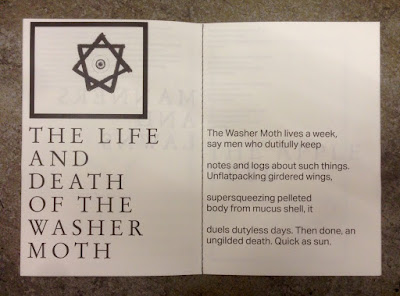 THE LIFE
AND
DEATH
OF THE
WASHER
MOTH
The Washer Moth lives a week,
say men who dutifully keep
notes and logs about such things.
Unflatpacking girdered wings,
supersqueezing pelleted
body from mucus shell, it
duels dutyless days. Then done, an
ungilded death. Quick as sun.